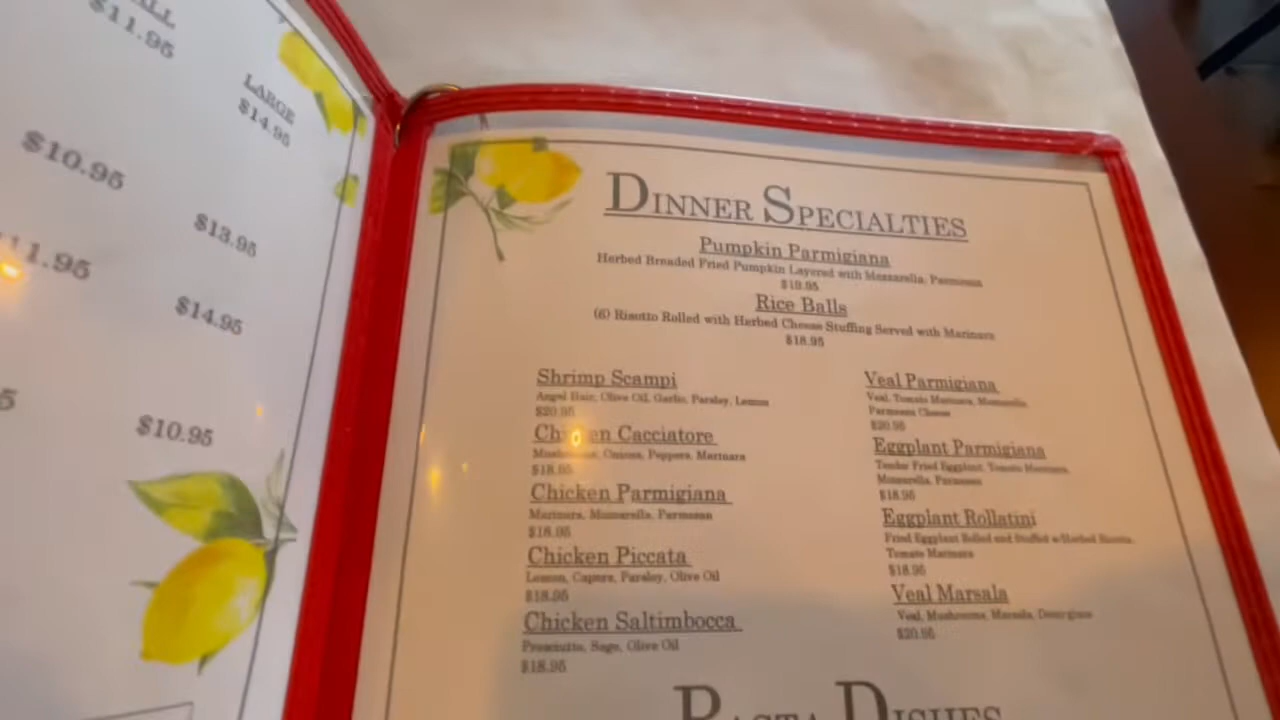 ALL
$11.95
LARGE
$14.95
$10.95
$13.95
11.95
$14.95
5
$10.95
DINNER SPECIALTIES
Pumpkin Parmigiana
Herbed Breaded Fried Pumpkin Layered with Mozzarella, Parmesan
Rice Balls
(6) Risotto Rolled with Herbed Cheese Stuffing Served with Marinara
$18.95
Shrimp Scampi
Angel Hair, Olive Oil, Garlic, Parsley, Lemon
$20.95
Chicken Cacciatore
Mushrooms, Onions, Peppers, Marinara
$18.95
Chicken Parmigiana
Marinara, Mozzarella, Parmesan
$18.95
Chicken Piccata
Lemon, Capers, Parsley, Olive Oil
$18.95
Chicken Saltimbocca
Prosciutto, Sage, Olive Oil
$18.95
Veal Parmigiana
Veal, Tomato Marinara, Mozzarella,
Parmesan Cheese
$20.95
Eggplant Parmigiana
Tender Fried Eggplant, Tomato Marinara,
Mozzarella, Parmesan
$18.95
Eggplant Rollatini
Fried Eggplant Rolled and Stuffed w/Herbed Ricotta,
Tomato Marinara
$18.95
Veal Marsala
Veal, Mushrooms, Marsala, Demi-glaze
$20.95
PASTA DISHES